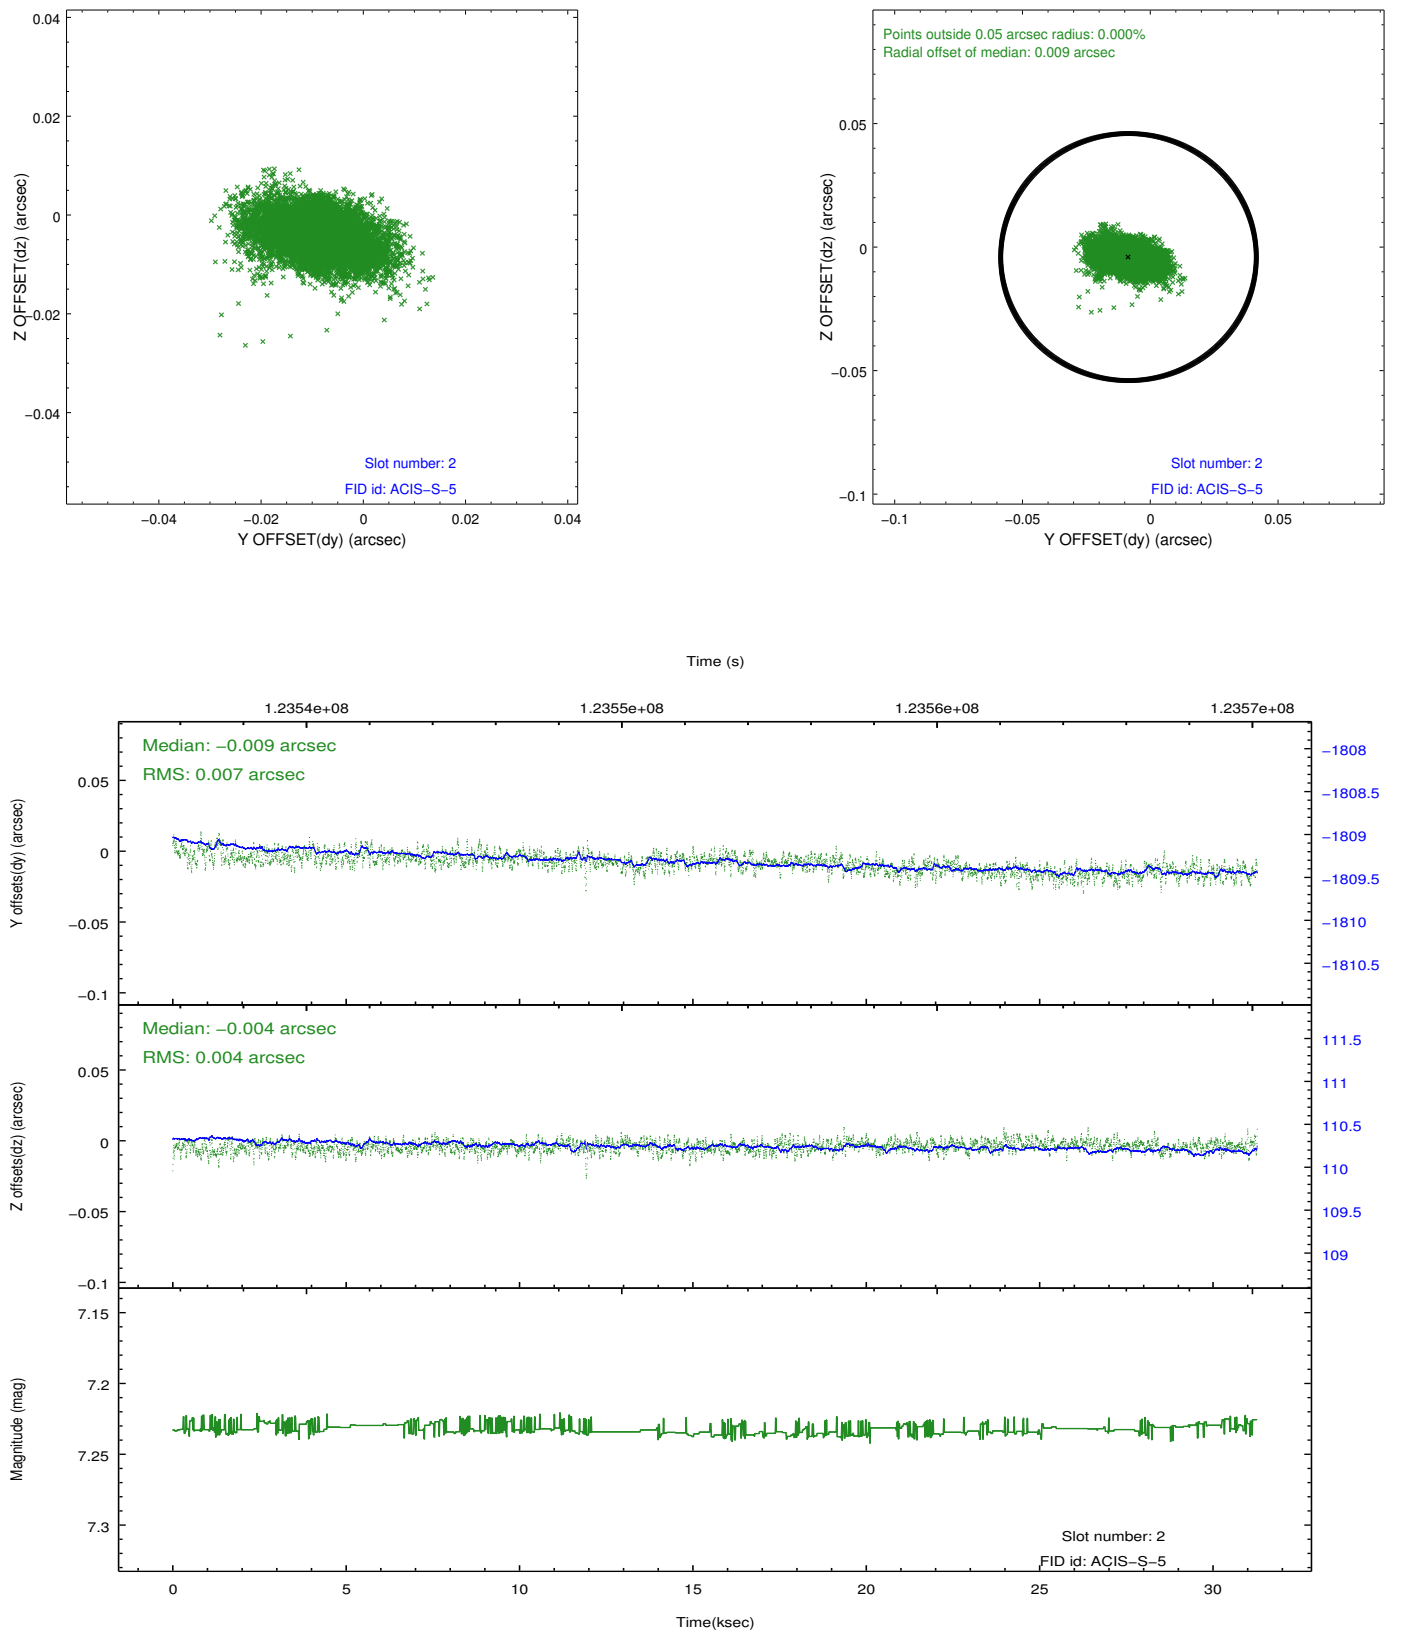 0.04
0.02
0
−0.02
−0.04
Z OFFSET(dz) (arcsec)
Slot number: 2
FID id: ACIS−S−5
−0.04
−0.02
0
0.02
0.04
Y OFFSET(dy) (arcsec)
Points outside 0.05 arcsec radius: 0.000%
Radial offset of median: 0.009 arcsec
0.05
0
−0.05
−0.1
Z OFFSET(dz) (arcsec)
Slot number: 2
FID id: ACIS−S−5
−0.1
−0.05
0
0.05
Y OFFSET(dy) (arcsec)
Time (s)
1.2354e+08
1.2355e+08
1.2356e+08
1.2357e+08
Median: −0.009 arcsec
RMS: 0.007 arcsec
0.05
0
−0.05
−0.1
Y offsets(dy) (arcsec)
−1808
−1808.5
−1809
−1809.5
−1810
−1810.5
Median: −0.004 arcsec
RMS: 0.004 arcsec
0.05
0
−0.05
−0.1
Z offsets(dz) (arcsec)
111.5
111
110.5
110
109.5
109
7.15
7.2
7.25
7.3
Magnitude (mag)
Slot number: 2
FID id: ACIS−S−5
0
5
10
15
20
25
30
Time(ksec)